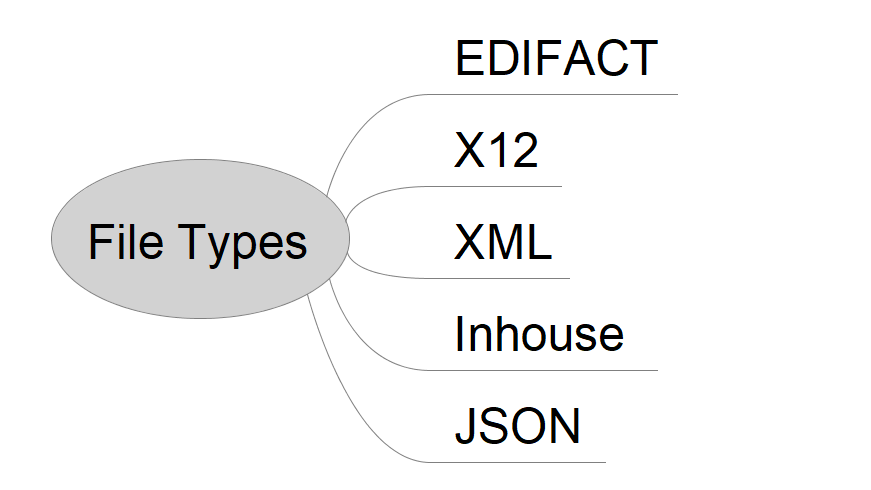 EDIFACT
X12
XML
File Types
Inhouse
JSON